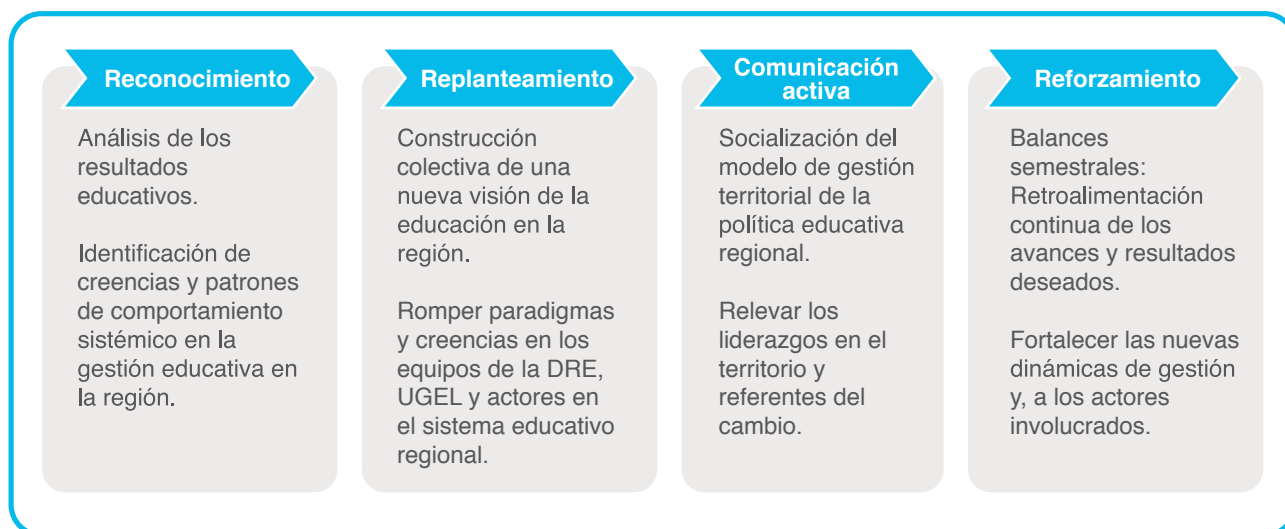 Reconocimiento
Análisis de los
resultados
educativos.
Identificación de
creencias y patrones
de comportamiento
sistémico en la
gestión educativa en
la región.
Replanteamiento
Construcción
colectiva de una
nueva visión de la
educación en la
región.
Romper paradigmas
y creencias en los
equipos de la DRE,
UGEL y actores en
el sistema educativo
regional.
Comunicación
activa
Socialización del
modelo de gestión
territorial de la
política educativa
regional.
Relevar los
liderazgos en el
territorio y
referentes del
cambio.
Reforzamiento
Balances
semestrales:
Retroalimentación
continua de los
avances y resultados
deseados.
Fortalecer las nuevas
dinámicas de gestión
y, a los actores
involucrados.